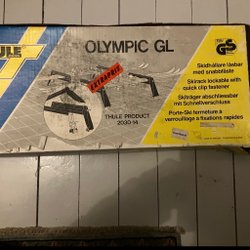 THULE
OLYMPIC GL
GS
EXTRAPRIS
Skidhållare låsbar
med snabbfäste
Skirack lockable with
quick clip fastener
Skiträger abschliessbar
mit Schnellverschluss
Porte-Ski fermeture a
verrouillage a fixations rapides
THULE PRODUCT
2030-14